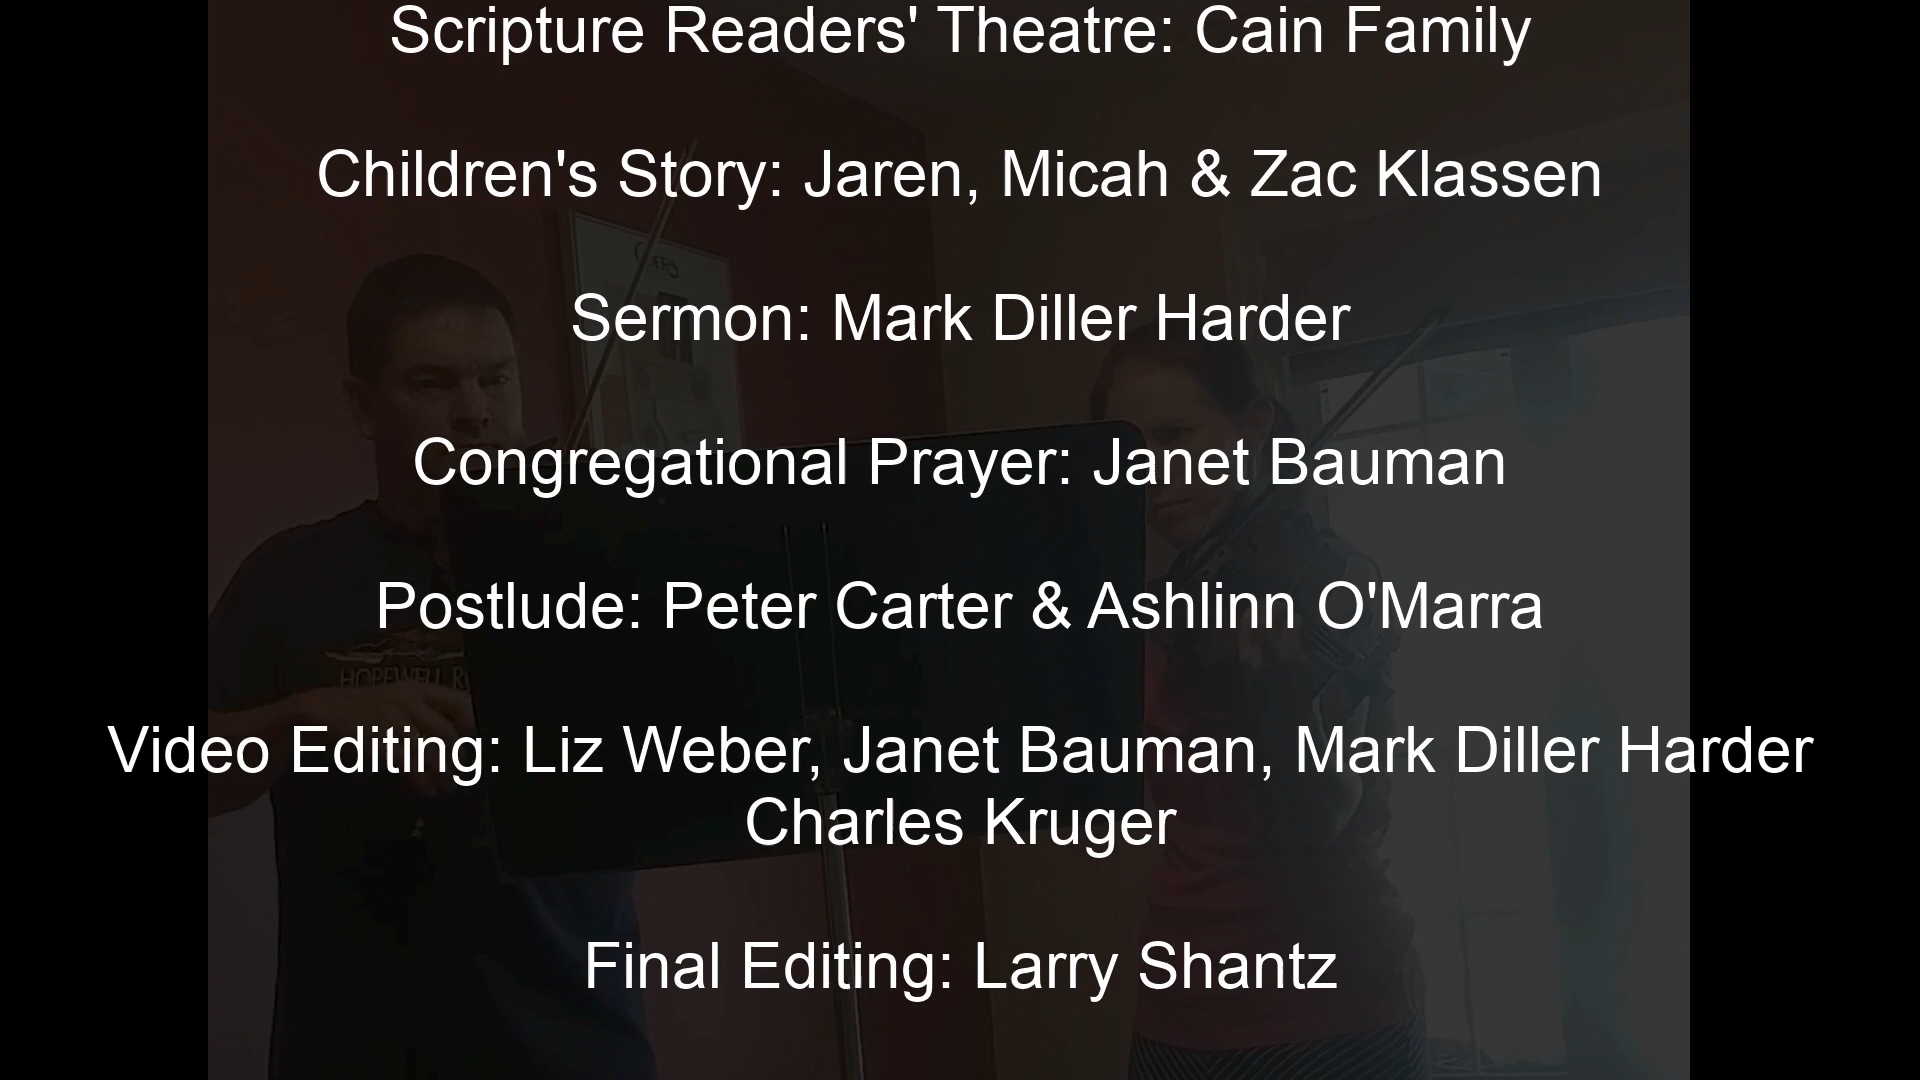 Scripture Readers' Theatre: Cain Family
Children's Story: Jaren, Micah & Zac Klassen
Sermon: Mark Diller Harder
Congregational Prayer: Janet Bauman
Postlude: Peter Carter & Ashlinn O'Marra
HOPEWELL
Video Editing: Liz Weber, Janet Bauman, Mark Diller Harder
Charles Kruger
Final Editing: Larry Shantz